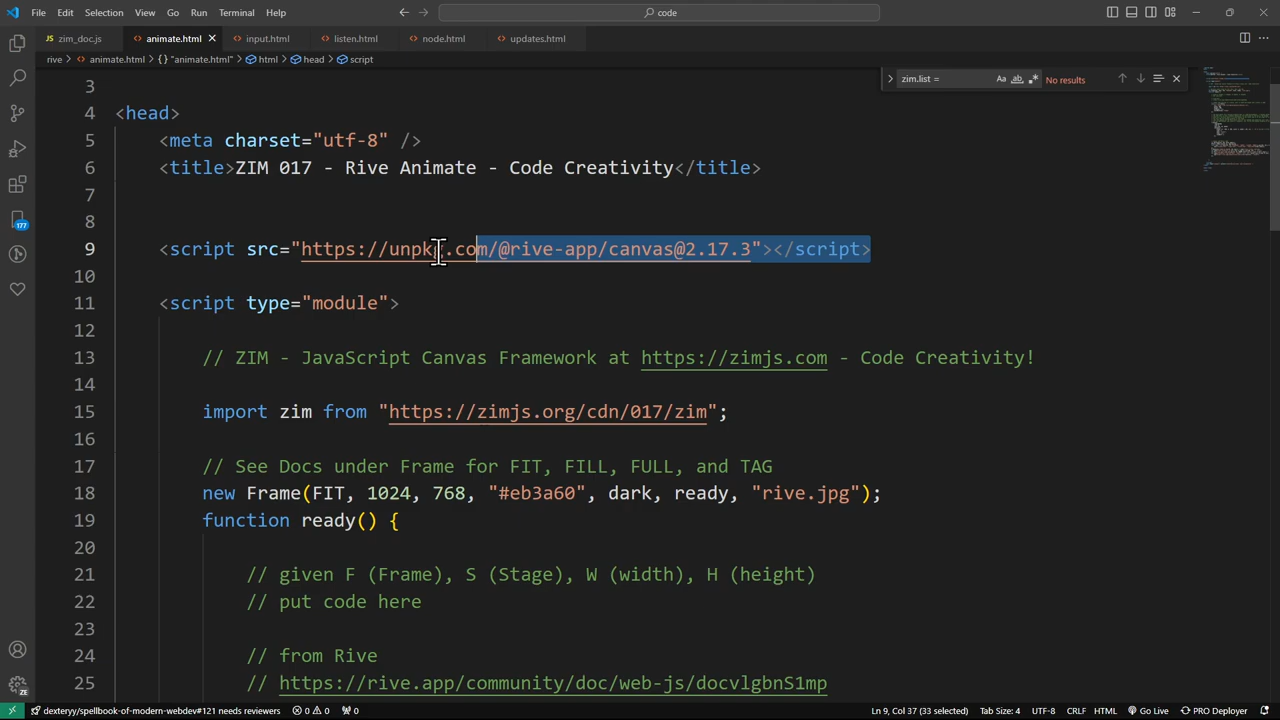 File Edit Selection View Go Run Terminal Help
code
zim_doc.js animate.html input.html listen.html node.html updates.html
rive > animate.html > {} "animate.html" > html > head > script
zim.list =
Aa ab .*
No results
3
4 <head>
5 <meta charset="utf-8" />
6 <title>ZIM 017 - Rive Animate - Code Creativity</title>
7
8
9 <script src="https://unpkg.com/@rive-app/canvas@2.17.3"></script>
10
11 <script type="module">
12
13 // ZIM - JavaScript Canvas Framework at https://zimjs.com - Code Creativity!
14
15 import zim from "https://zimjs.org/cdn/017/zim";
16
17 // See Docs under Frame for FIT, FILL, FULL, and TAG
18 new Frame(FIT, 1024, 768, "#eb3a60", dark, ready, "rive.jpg");
19 function ready() {
20
21 // given F (Frame), S (Stage), W (width), H (height)
22 // put code here
23
24 // from Rive
25 // https://rive.app/community/doc/web-js/docvlgbnS1mp
177
ZE
dexteryy/spellbook-of-modern-webdev#121 needs reviewers 0 0 0 Ln 9, Col 37 (33 selected) Tab Size: 4 UTF-8 CRLF HTML Go Live PRO Deployer